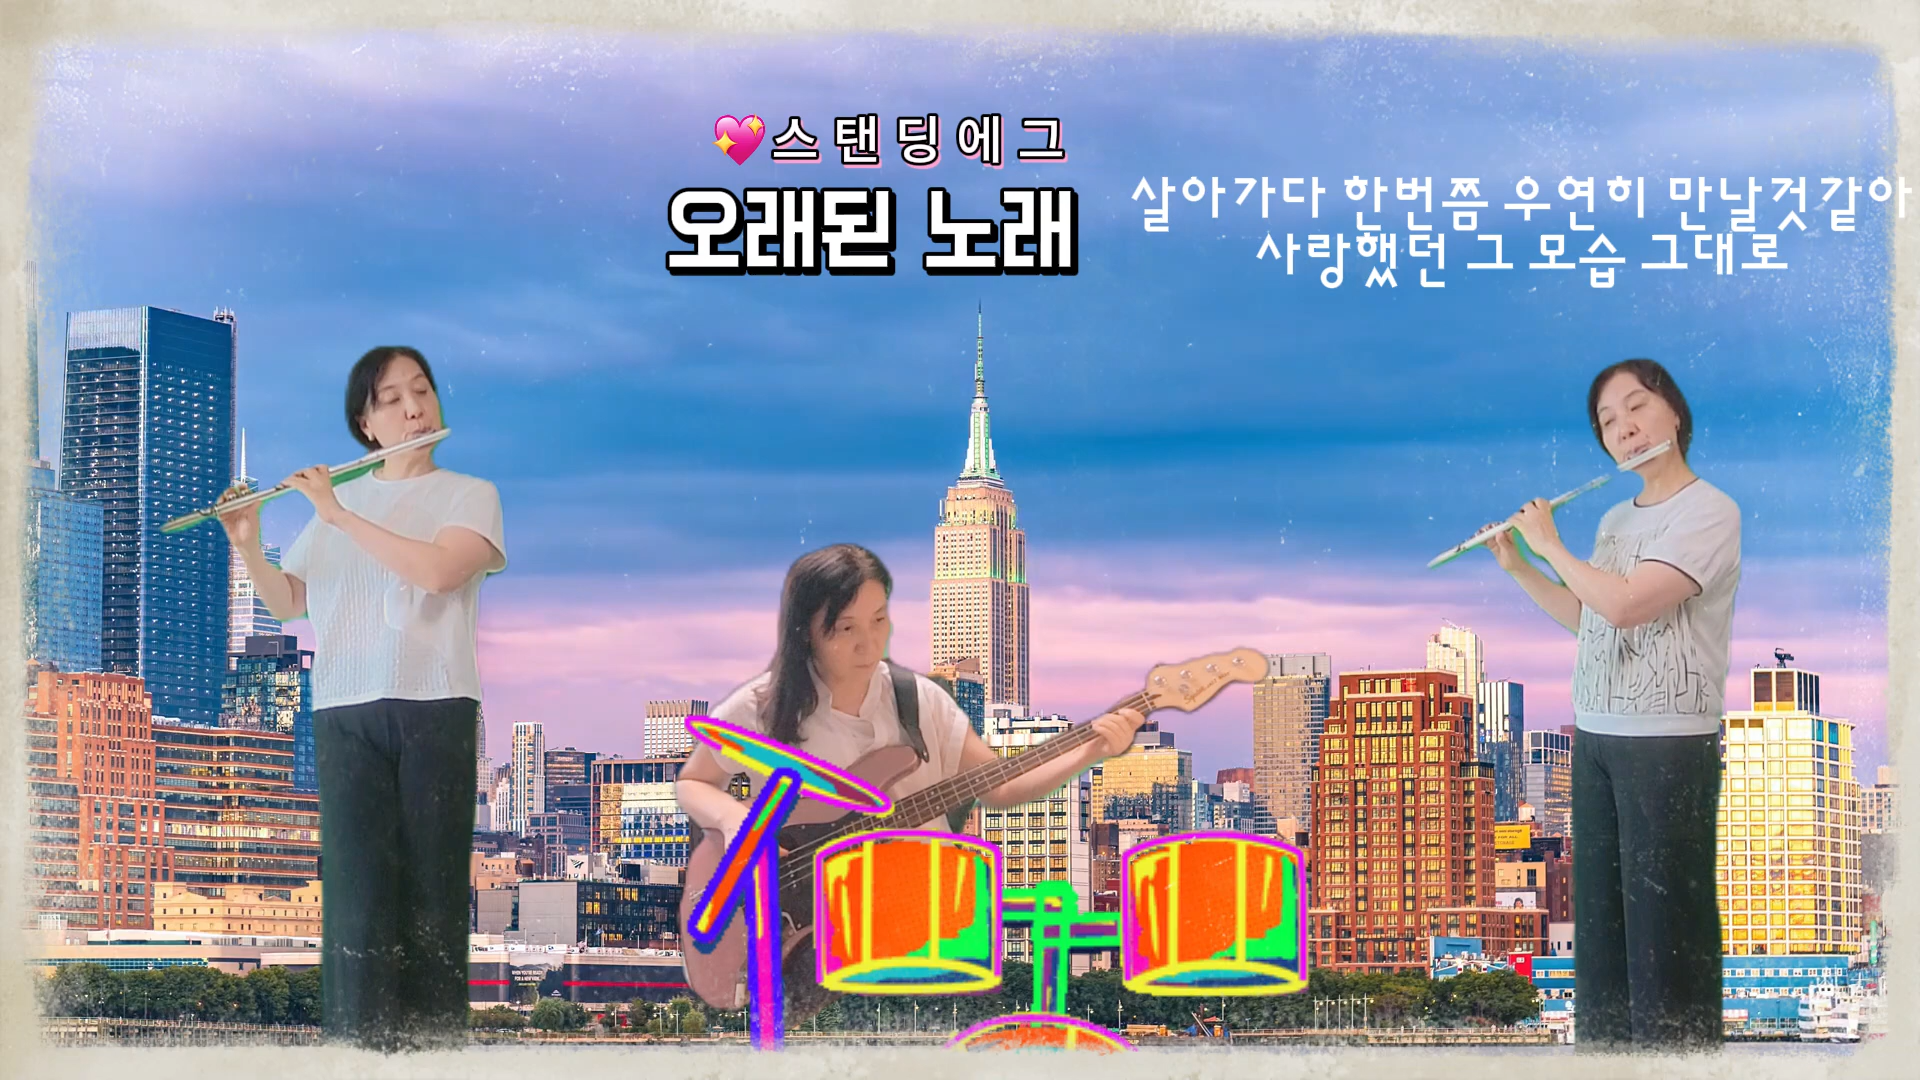 💖스탠딩에그
오래된 노래
살아가다 한번쯤 우연히 만날것같아
사랑했던 그 모습 그대로